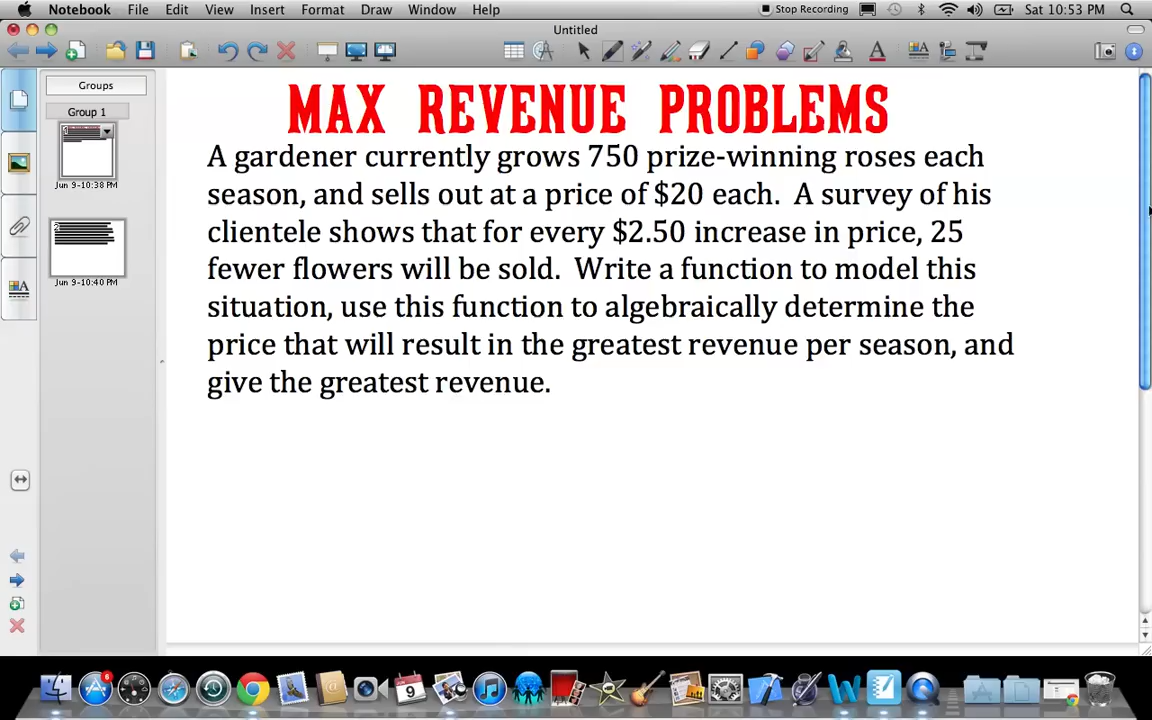 Notebook File Edit View Insert Format Draw Window Help Stop Recording Sat 10:53 PM
Untitled
Groups
Group 1
Jun 9-10:38 PM
2
Jun 9-10:40 PM
MAX REVENUE PROBLEMS
A gardener currently grows 750 prize-winning roses each
season, and sells out at a price of $20 each. A survey of his
clientele shows that for every $2.50 increase in price, 25
fewer flowers will be sold. Write a function to model this
situation, use this function to algebraically determine the
price that will result in the greatest revenue per season, and
give the greatest revenue.
6
9